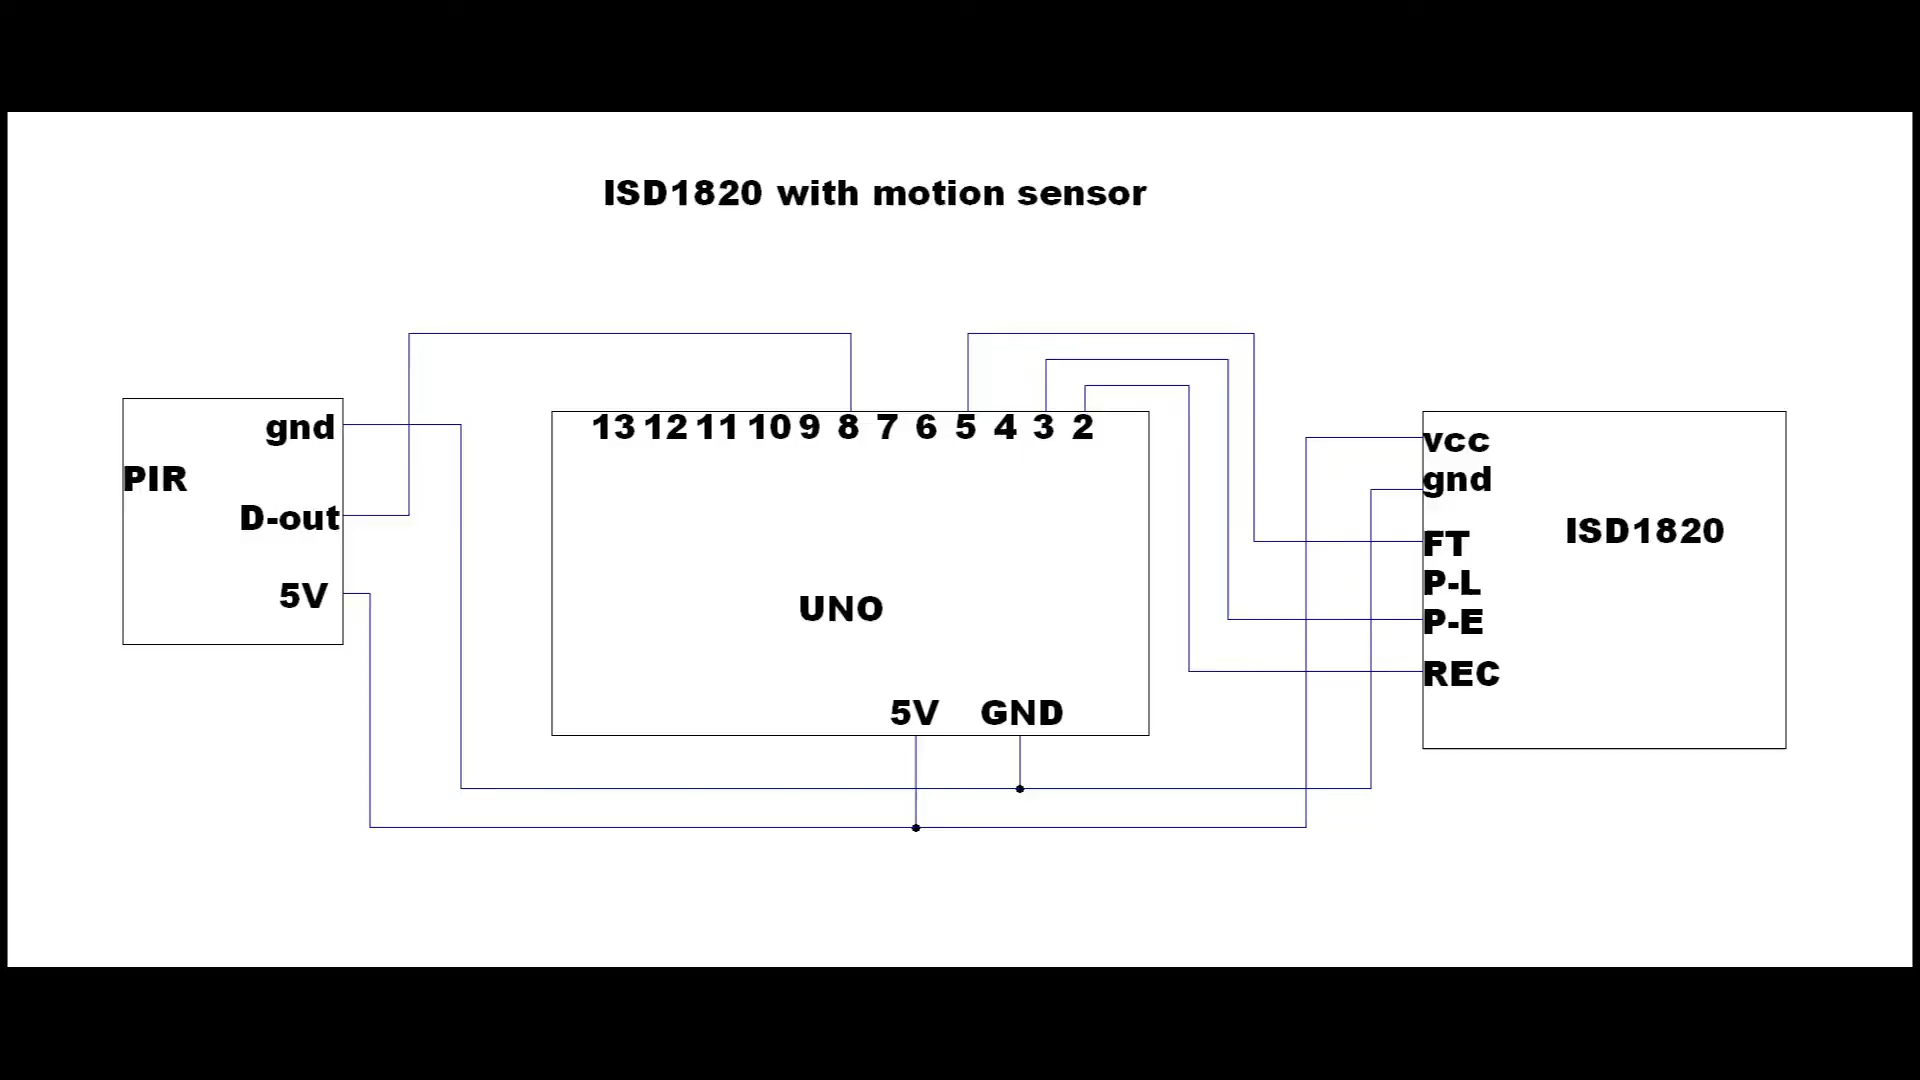 ISD1820 with motion sensor
PIR
gnd
D-out
5V
13 12 11 10 9 8 7 6 5 4 3 2
UNO
5V GND
vcc
gnd
FT
P-L
P-E
REC
ISD1820